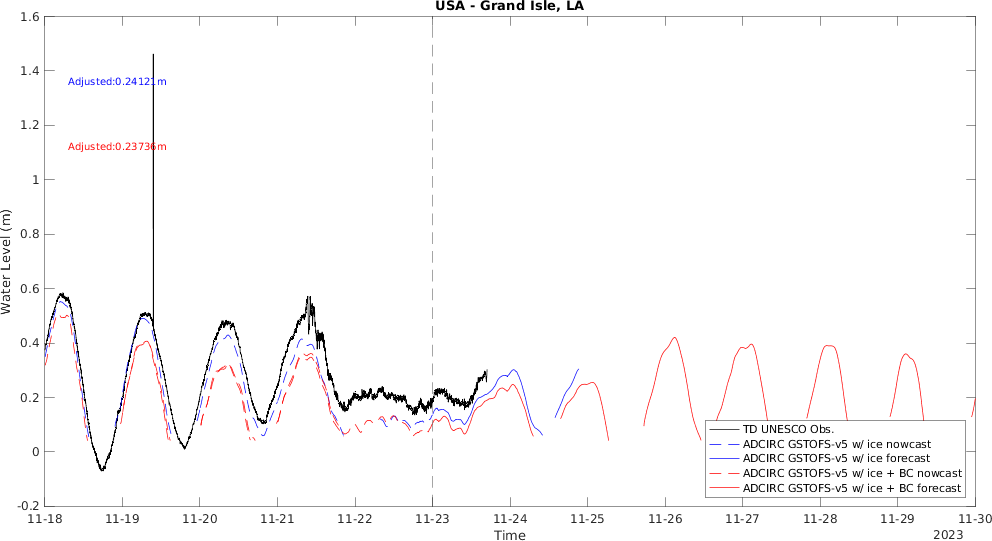 USA - Grand Isle, LA
1.6
1.4
Adjusted:0.24121m
1.2
Adjusted:0.23736m
1
0.8
0.6
0.4
0.2
0
-0.2
Water Level (m)
TD UNESCO Obs.
ADCIRC GSTOFS-v5 w/ ice nowcast
ADCIRC GSTOFS-v5 w/ ice forecast
ADCIRC GSTOFS-v5 w/ ice + BC nowcast
ADCIRC GSTOFS-v5 w/ ice + BC forecast
11-18 11-19 11-20 11-21 11-22 11-23 11-24 11-25 11-26 11-27 11-28 11-29 11-30
Time
2023